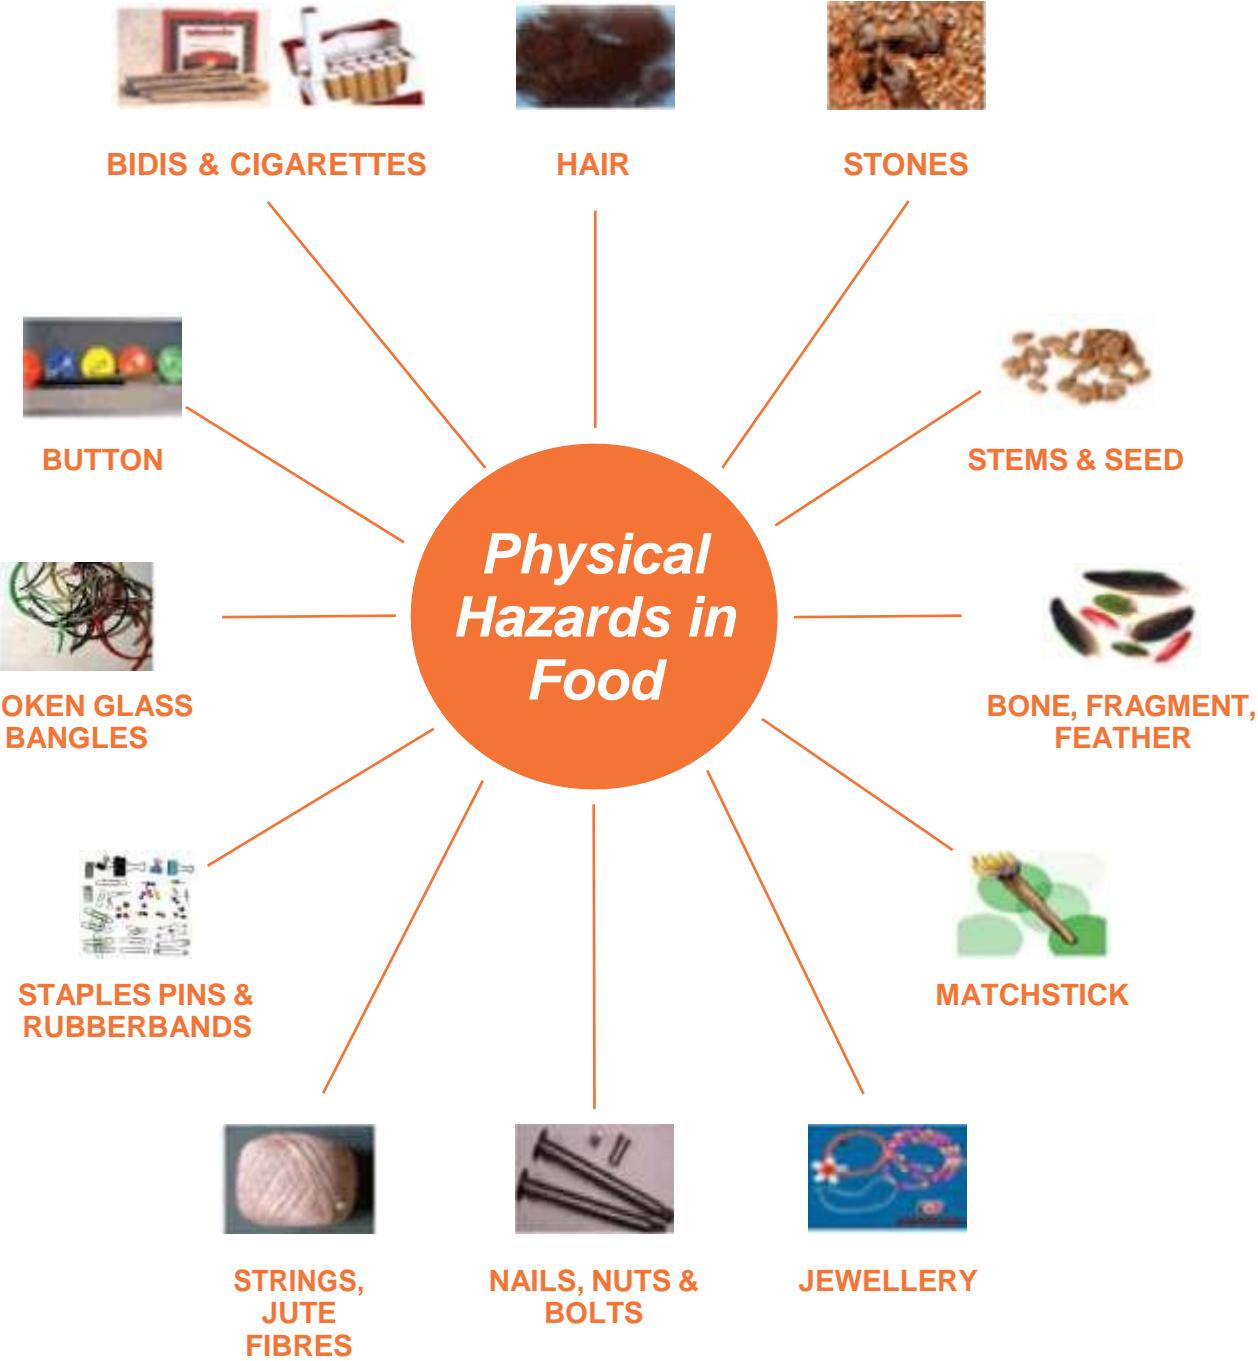 BIDIS & CIGARETTES
HAIR
STONES
BUTTON
STEMS & SEED
Physical
Hazards in
Food
OKEN GLASS
BANGLES
BONE, FRAGMENT,
FEATHER
STAPLES PINS &
RUBBERBANDS
MATCHSTICK
STRINGS,
JUTE
FIBRES
NAILS, NUTS &
BOLTS
JEWELLERY